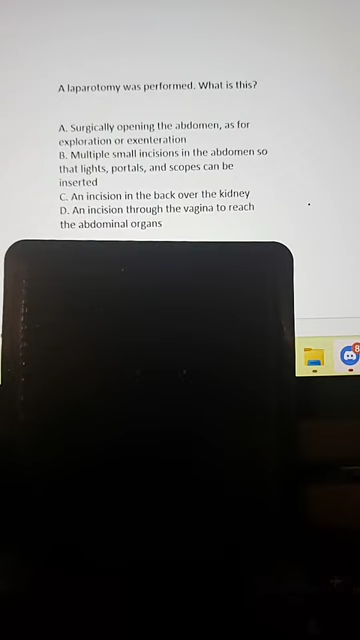 A laparotomy was performed. What is this?
A. Surgically opening the abdomen, as for
exploration or exenteration
B. Multiple small incisions in the abdomen so
that lights, portals, and scopes can be
inserted
C. An incision in the back over the kidney
D. An incision through the vagina to reach
the abdominal organs
8